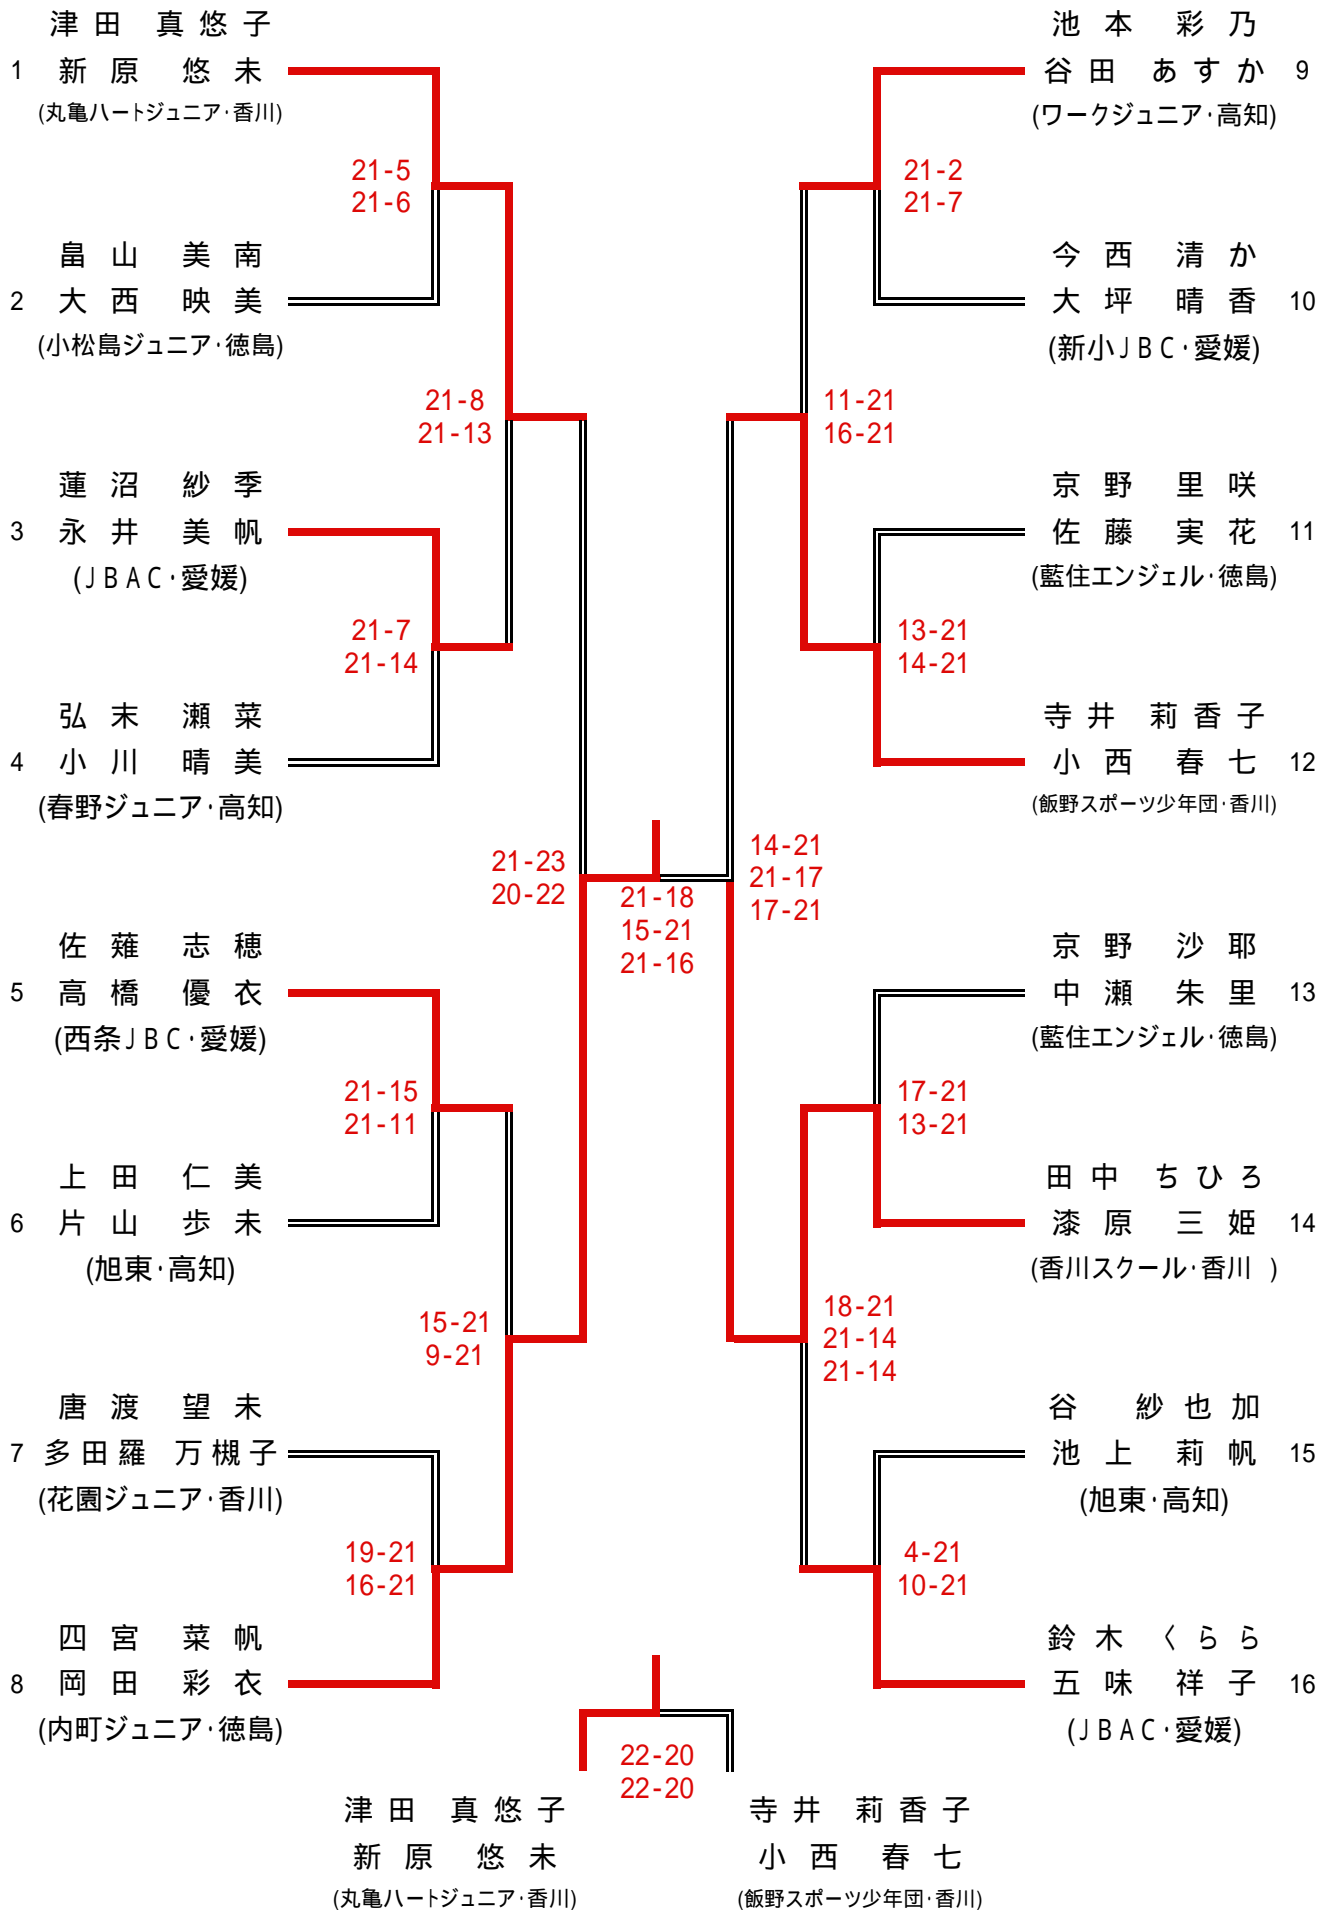 津田 真悠子
1 新原 悠未
(丸亀ハートジュニア・香川)
21-5
21-6
畠山 美南
2 大西 映美
(小松島ジュニア・徳島)
21-8
21-13
蓮沼 紗季
3 永井 美帆
(JBAC・愛媛)
21-7
21-14
弘末 瀬菜
4 小川 晴美
(春野ジュニア・高知)
21-23
20-22
佐薙 志穂
5 高橋 優衣
(西条JBC・愛媛)
21-15
21-11
上田 仁美
6 片山 歩未
(旭東・高知)
15-21
9-21
唐渡 望未
7 多田羅 万槻子
(花園ジュニア・香川)
19-21
16-21
四宮 菜帆
8 岡田 彩衣
(内町ジュニア・徳島)
21-18
15-21
21-16
池本 彩乃
谷田 あすか 9
(ワークジュニア・高知)
21-2
21-7
今西 清か
大坪 晴香 10
(新小JBC・愛媛)
11-21
16-21
京野 里咲
佐藤 実花 11
(藍住エンジェル・徳島)
13-21
14-21
寺井 莉香子
小西 春七 12
(飯野スポーツ少年団・香川)
14-21
21-17
17-21
京野 沙耶
中瀬 朱里 13
(藍住エンジェル・徳島)
17-21
13-21
田中 ちひろ
漆原 三姫 14
(香川スクール・香川 )
18-21
21-14
21-14
谷 紗也加
池上 莉帆 15
(旭東・高知)
4-21
10-21
鈴木 くらら
五味 祥子 16
(JBAC・愛媛)
22-20
22-20
津田 真悠子
新原 悠未
(丸亀ハートジュニア・香川)
寺井 莉香子
小西 春七
(飯野スポーツ少年団・香川)